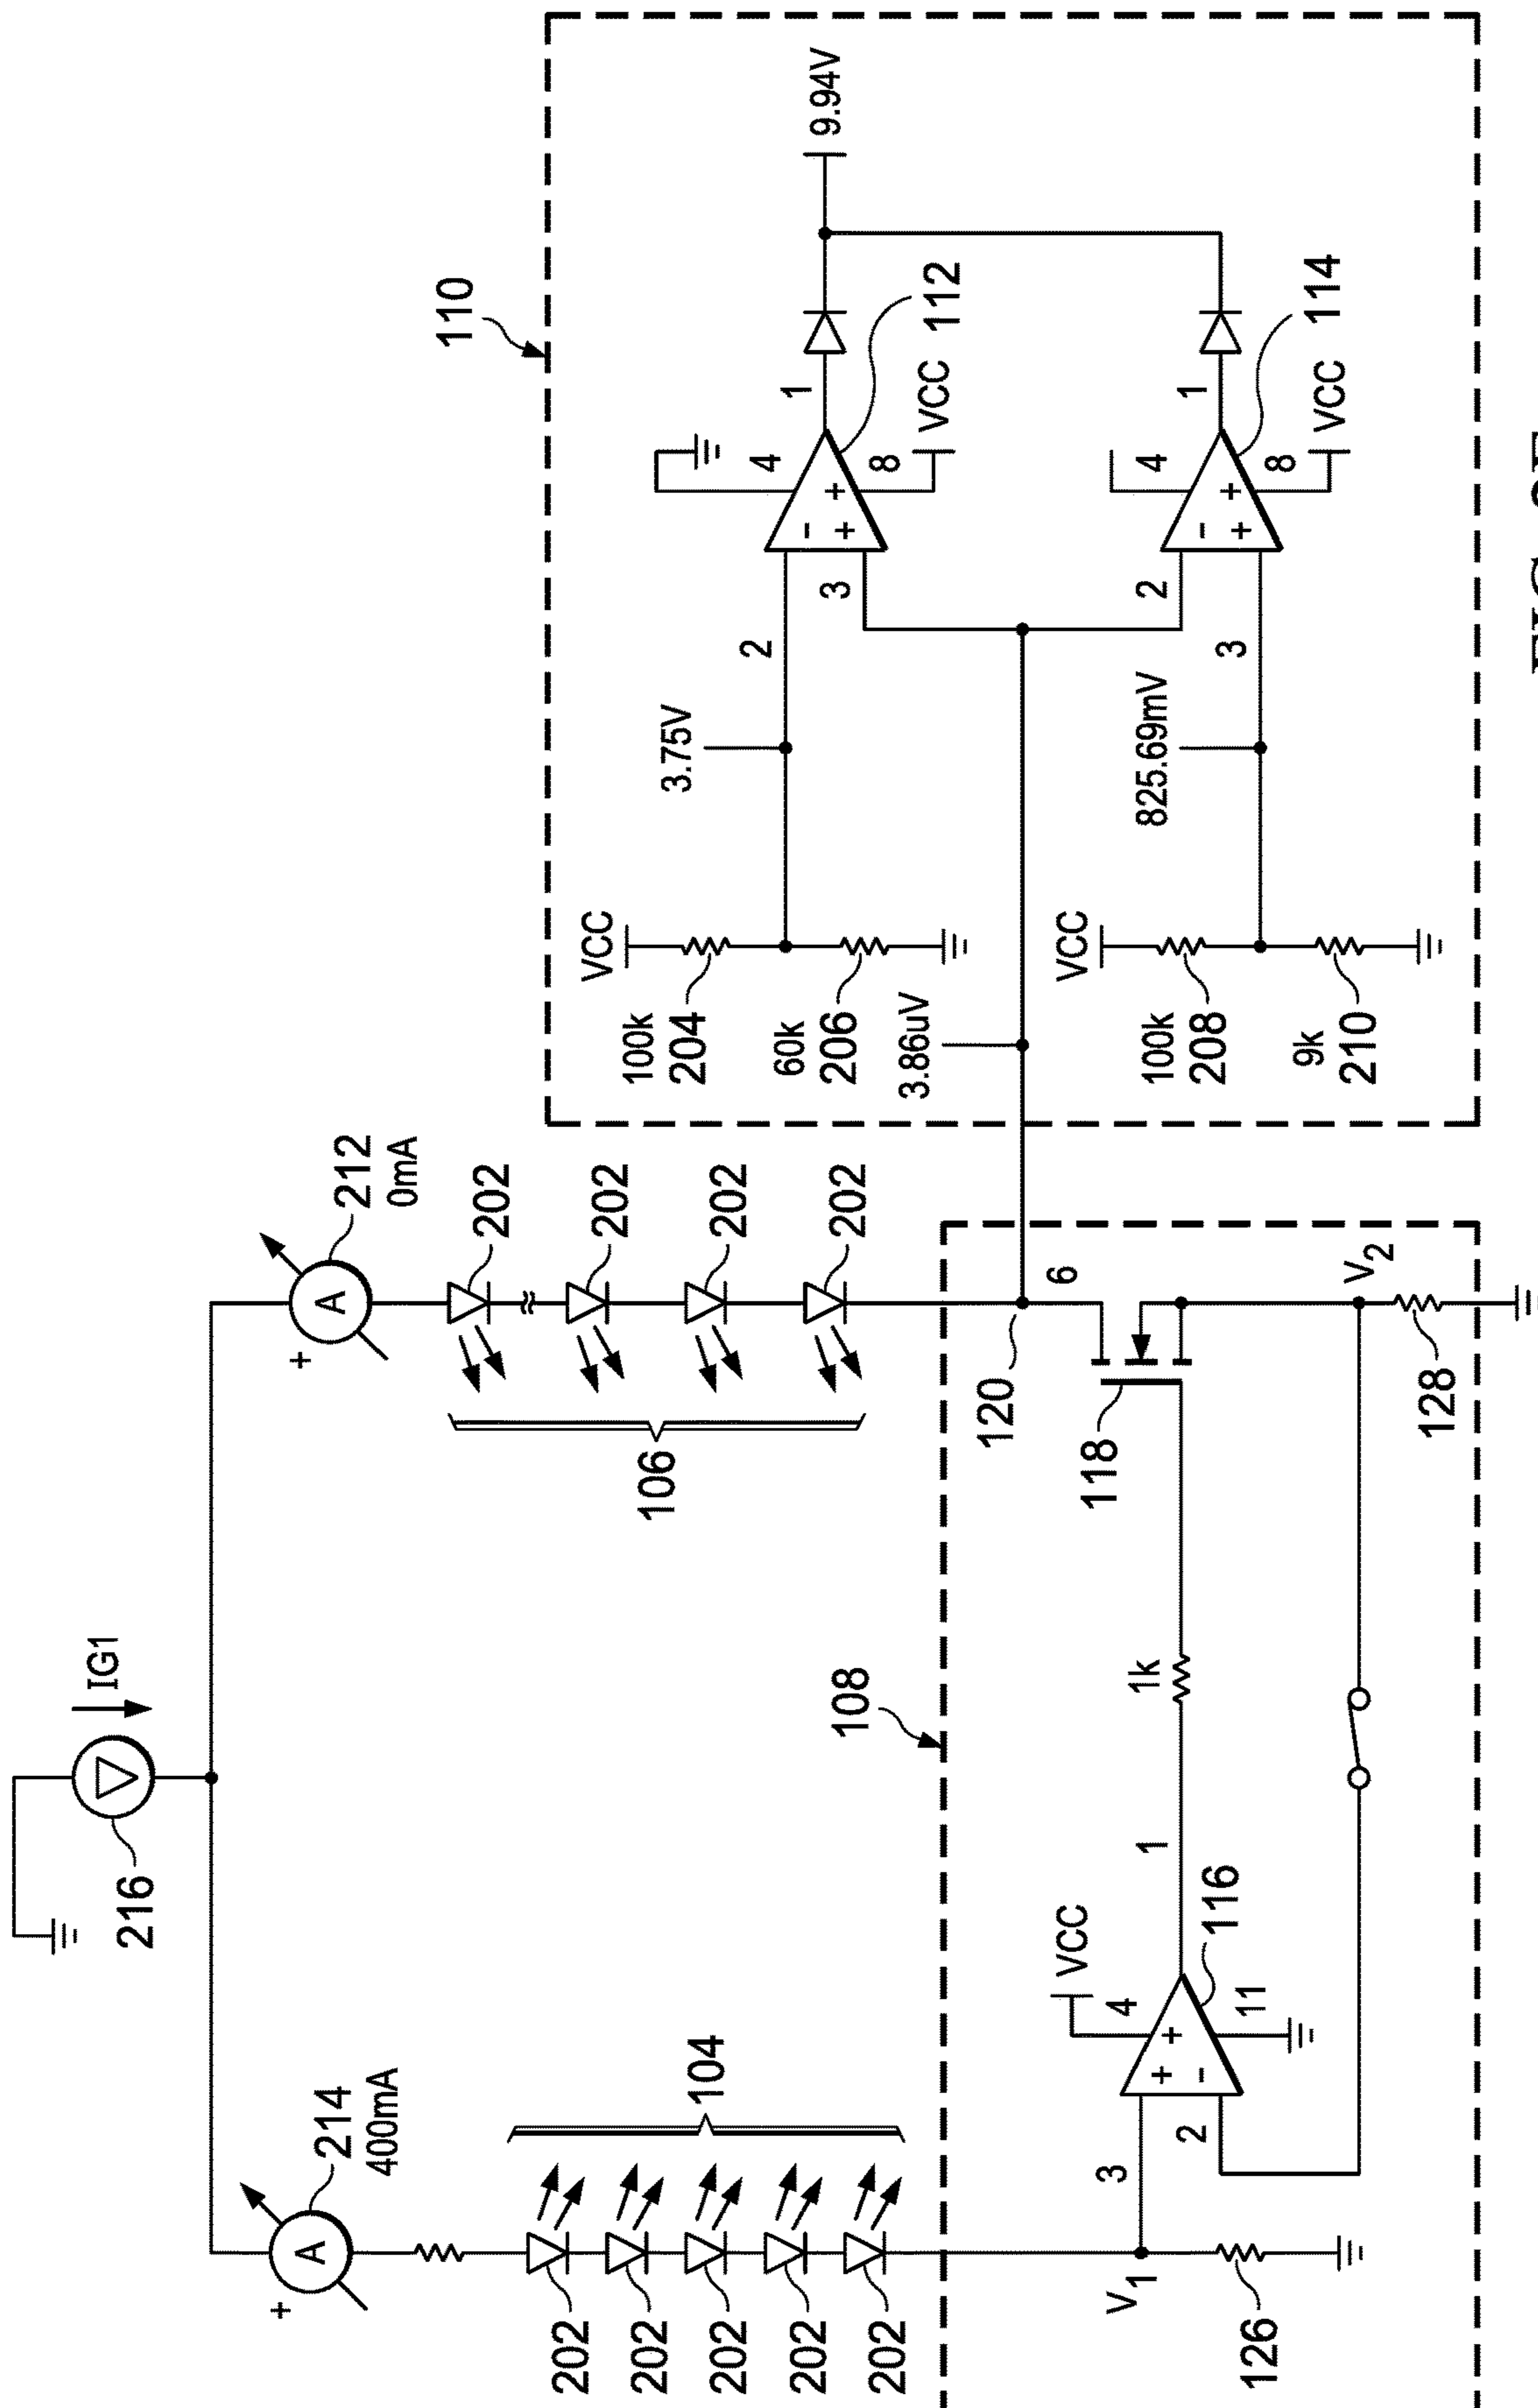 216
IG1
+
214
400mA
A
+
212
0mA
A
202
202
202
202
202
104
202
202
202
202
106
110
VCC
100k
204
60k
206
3.75V
2
3
-
+
+
4
8
VCC
1
112
9.94V
3.86uV
VCC
100k
208
9k
210
825.69mV
2
3
-
+
+
4
8
VCC
1
114
108
V1
126
3
2
+
-
+
VCC
4
11
116
1
1k
118
120
6
V2
128